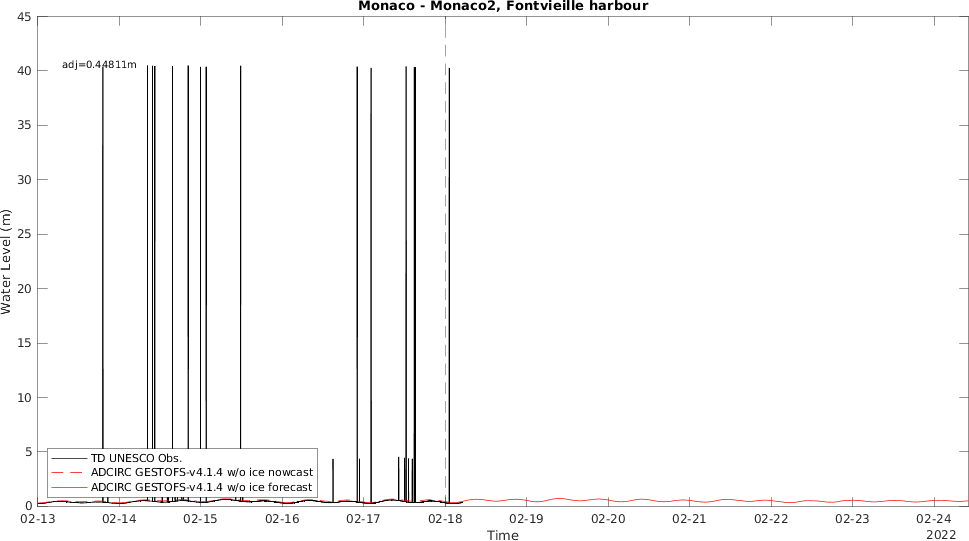 Monaco - Monaco2, Fontvieille harbour
45
40
35
30
25
20
15
10
5
0
Water Level (m)
adj=0.44811m
TD UNESCO Obs.
ADCIRC GESTOFS-v4.1.4 w/o ice nowcast
ADCIRC GESTOFS-v4.1.4 w/o ice forecast
02-13 02-14 02-15 02-16 02-17 02-18 02-19 02-20 02-21 02-22 02-23 02-24
Time
2022